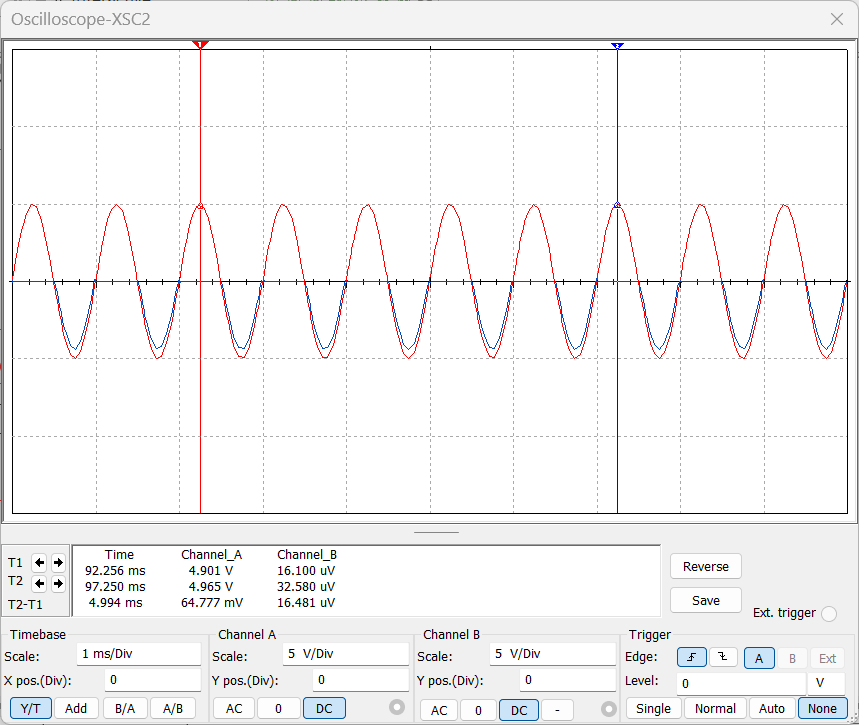 Oscilloscope-XSC2
1 2
T1
T2
T2-T1
Time Channel_A Channel_B
92.256 ms 4.901 V 16.100 uV
97.250 ms 4.965 V 32.580 uV
4.994 ms 64.777 mV 16.481 uV
Reverse
Save
Ext. trigger
Timebase
Scale: 1 ms/Div
X pos.(Div): 0
Y/T Add B/A A/B
Channel A
Scale: 5 V/Div
Y pos.(Div): 0
AC 0 DC
Channel B
Scale: 5 V/Div
Y pos.(Div): 0
AC 0 DC -
Trigger
Edge: A B Ext
Level: 0 V
Single Normal Auto None